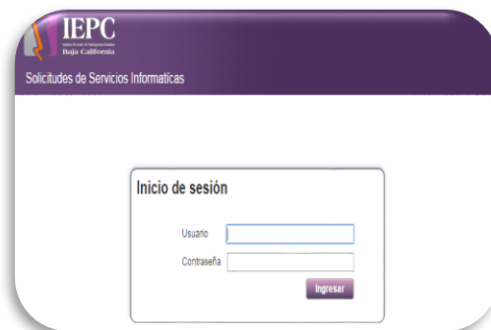 IEPC
Baja California
Solicitudes de Servicios Informaticas
Inicio de sesión
Usuario
Contraseña
Ingresar